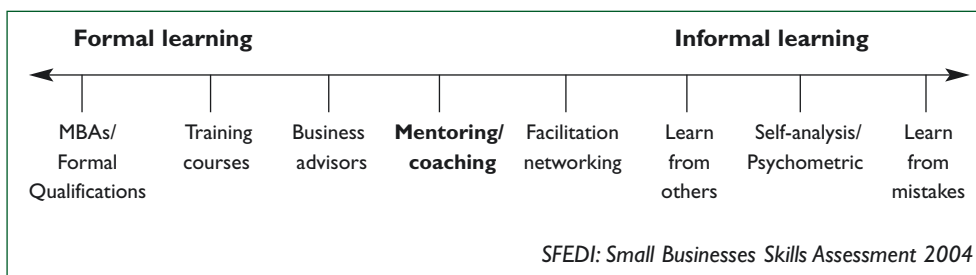 Formal learning
Informal learning
MBAs/
Formal
Qualifications
Training
courses
Business
advisors
Mentoring/
coaching
Facilitation
networking
Learn
from
others
Self-analysis/
Psychometric
Learn
from
mistakes
SFEDI: Small Businesses Skills Assessment 2004